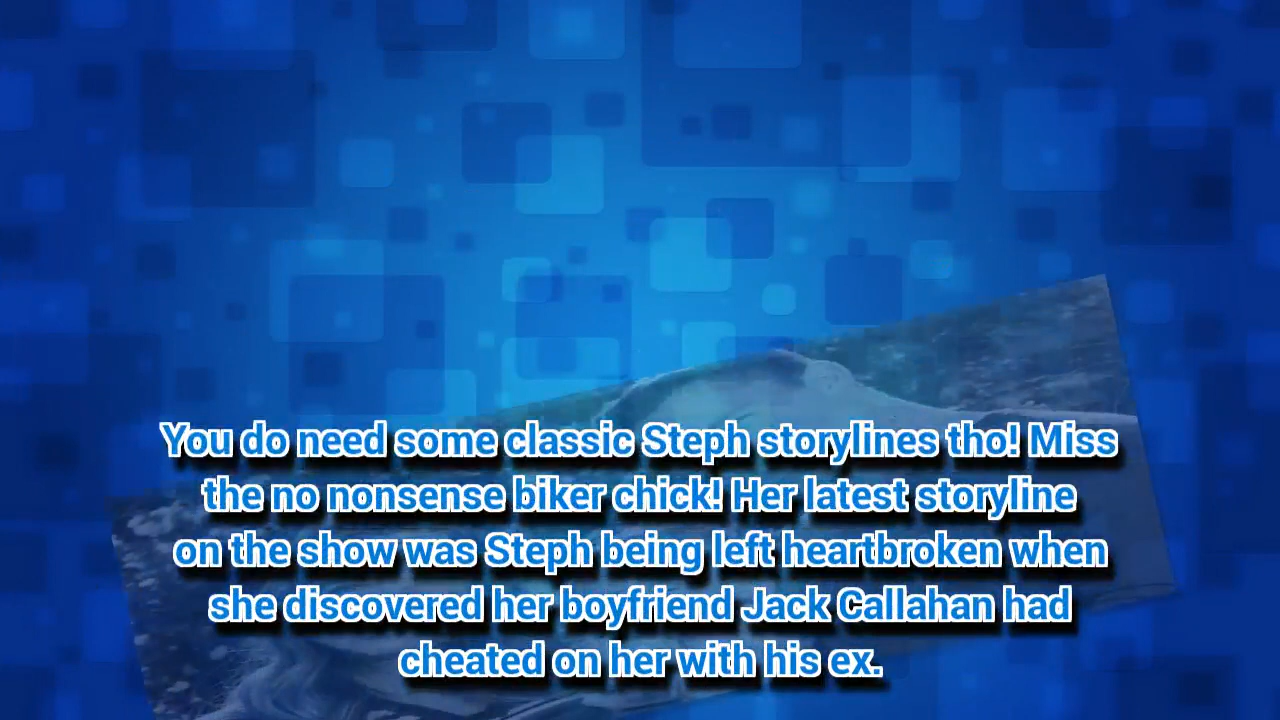 You do need some classic Steph storylines tho! Miss
the no nonsense biker chick! Her latest storyline
on the show was Steph being left heartbroken when
she discovered her boyfriend Jack Callahan had
cheated on her with his ex.